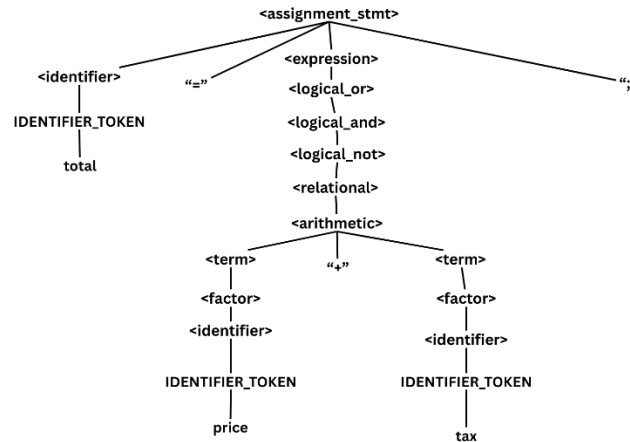 <assignment_stmt>
<expression>
<identifier>
“=”
“;
<logical_or>
IDENTIFIER_TOKEN
<logical_and>
total
<logical_not>
<relational>
<arithmetic>
<term>
“+”
<term>
<factor>
<factor>
<identifier>
<identifier>
IDENTIFIER_TOKEN
IDENTIFIER_TOKEN
price
tax